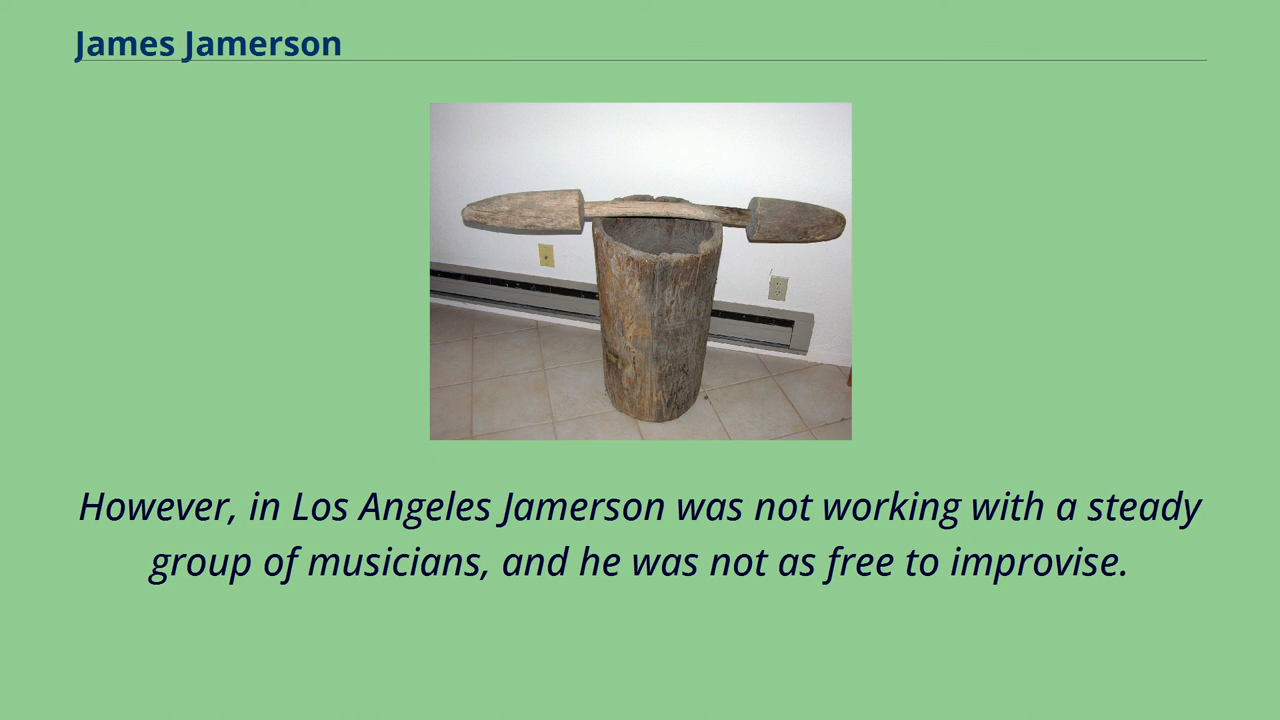 James Jamerson
However, in Los Angeles Jamerson was not working with a steady
group of musicians, and he was not as free to improvise.